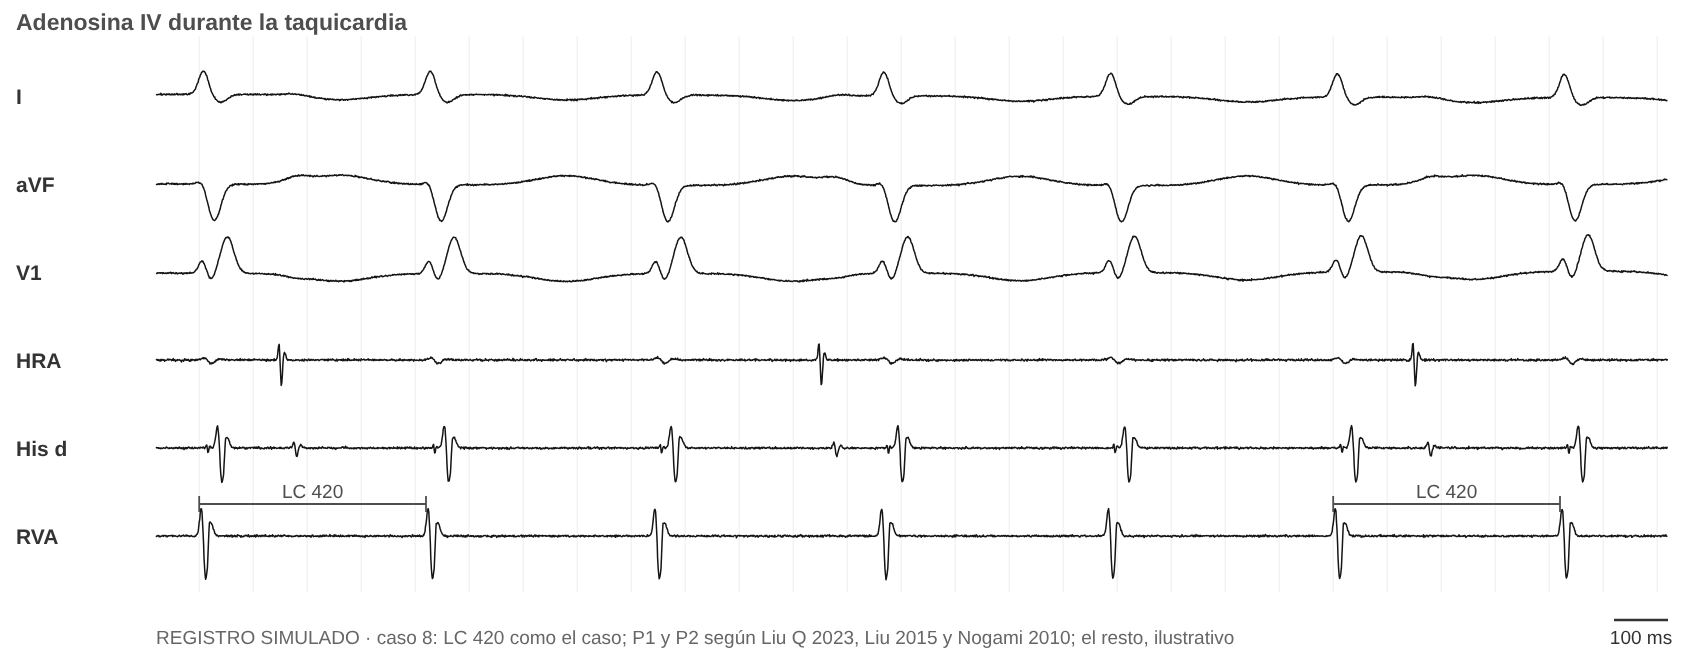 Adenosina IV durante la taquicardia
I
aVF
V1
HRA
His d
LC 420
LC 420
RVA
REGISTRO SIMULADO · caso 8: LC 420 como el caso; P1 y P2 según Liu Q 2023, Liu 2015 y Nogami 2010; el resto, ilustrativo
100 ms